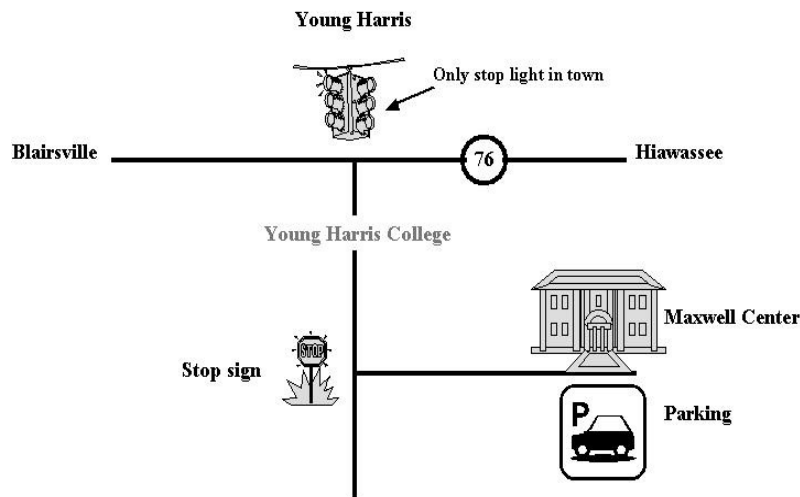 Young Harris
Only stop light in town
Blairsville
76
Hiawassee
Young Harris College
Maxwell Center
STOP
Stop sign
P
Parking